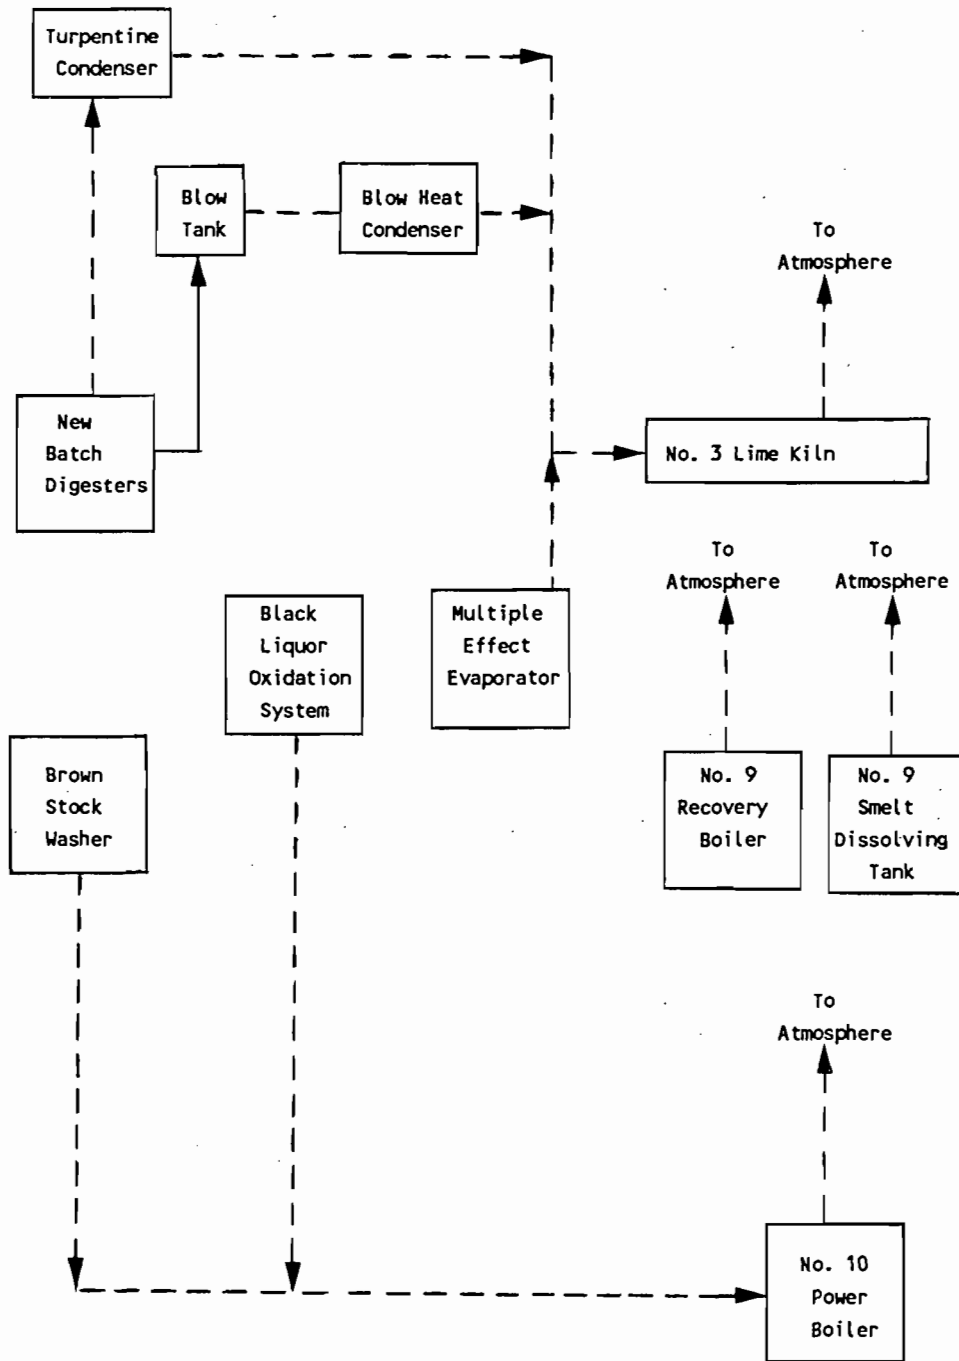 Turpentine
Condenser
Blow
Tank
Blow Heat
Condenser
To
Atmosphere
New
Batch
Digesters
No. 3 Lime Kiln
To
Atmosphere
To
Atmosphere
Black
Liquor
Oxidation
System
Multiple
Effect
Evaporator
Brown
Stock
Washer
No. 9
Recovery
Boiler
No. 9
Smelt
Dissolving
Tank
To
Atmosphere
No. 10
Power
Boiler